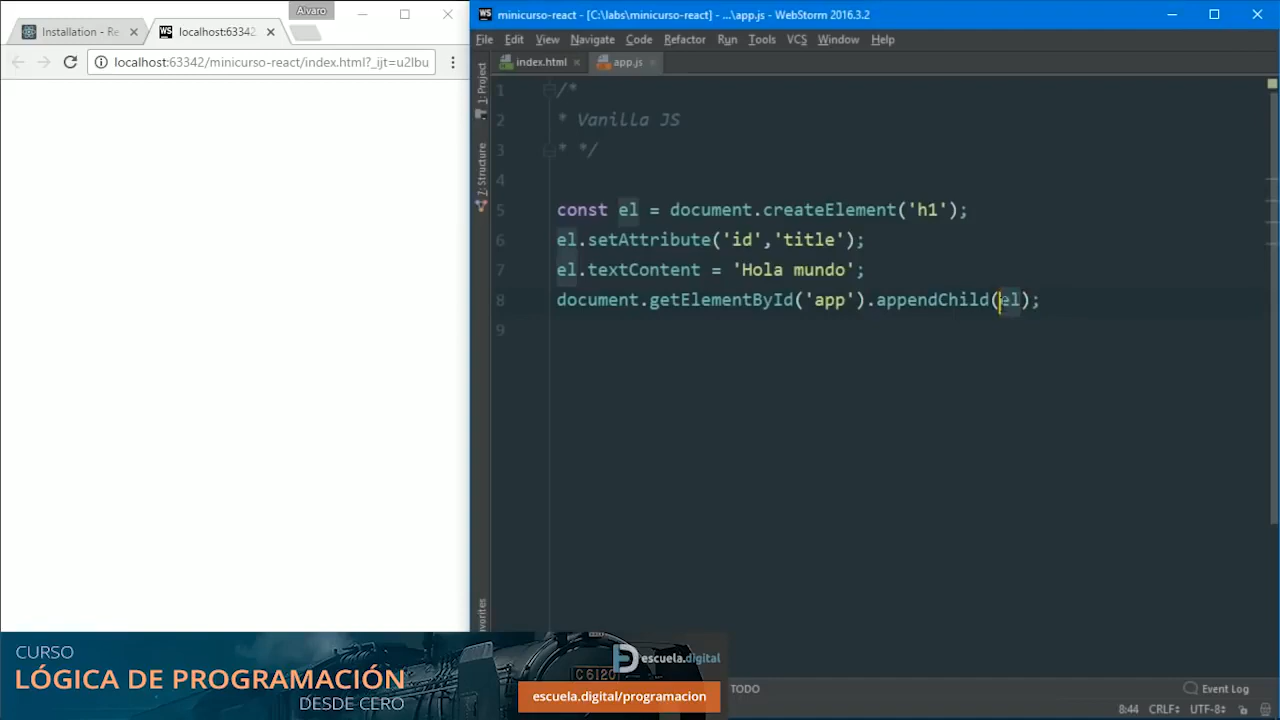 Alvaro
minicurso-react - [C:\labs\minicurso-react] - ...\app.js - WebStorm 2016.3.2
Installation - Re
localhost:63342
File Edit View Navigate Code Refactor Run Tools VCS Window Help
localhost:63342/minicurso-react/index.html?_ijt=u2lbu
index.html
app.js
1: Project
7: Structure
1 /*
2 * Vanilla JS
3 * */
4
5 const el = document.createElement('h1');
6 el.setAttribute('id','title');
7 el.textContent = 'Hola mundo';
8 document.getElementById('app').appendChild(el);
9
CURSO
LÓGICA DE PROGRAMACIÓN
DESDE CERO
C6120
escuela.digital
escuela.digital/programacion
TODO
Event Log
8:44 CRLF UTF-8